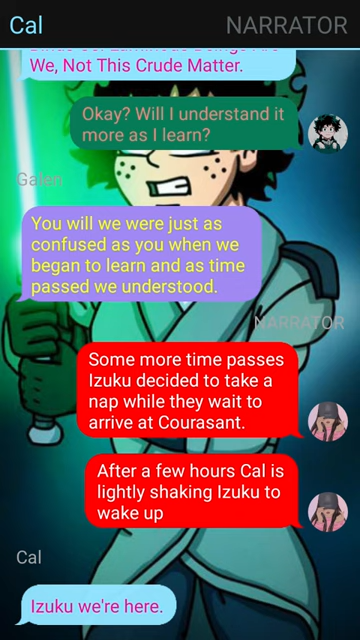 Cal
NARRATOR
We, Not This Crude Matter.
Okay? Will I understand it
more as I learn?
Galen
You will we were just as
confused as you when we
began to learn and as time
passed we understood.
NARRATOR
Some more time passes
Izuku decided to take a
nap while they wait to
arrive at Courasant.
After a few hours Cal is
lightly shaking Izuku to
wake up
Cal
Izuku we're here.